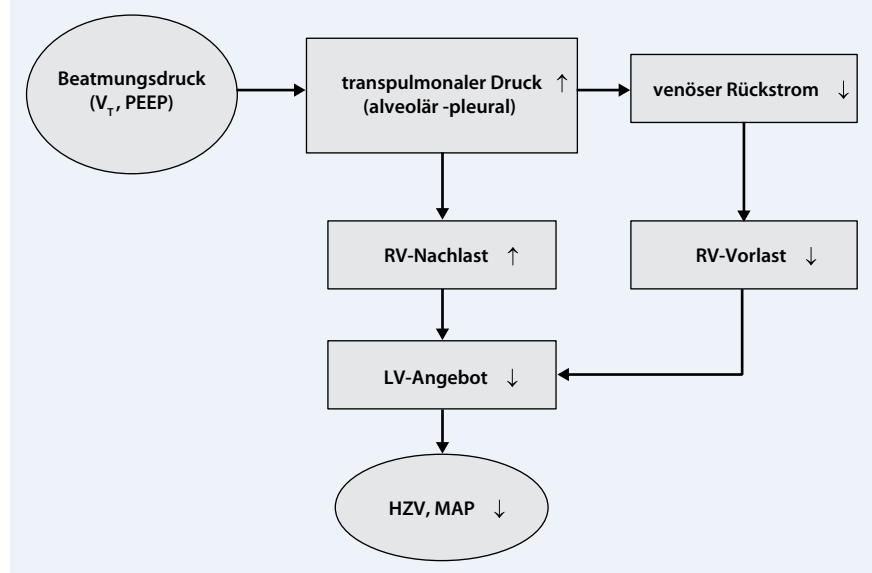 Beatmungsdruck
(V_T, PEEP)
transpulmonaler Druck ↑
(alveolär -pleural)
venöser Rückstrom ↓
RV-Nachlast ↑
RV-Vorlast ↓
LV-Angebot ↓
HZV, MAP ↓